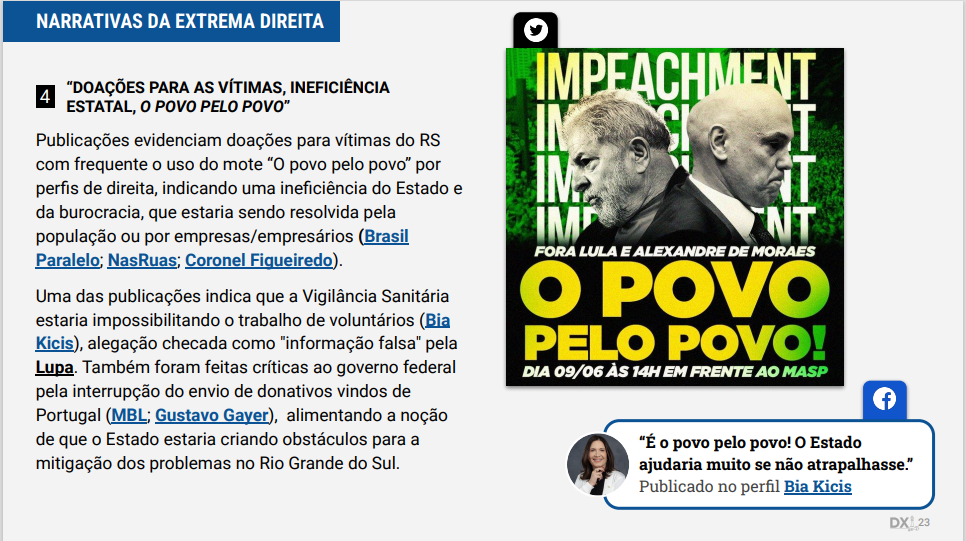 NARRATIVAS DA EXTREMA DIREITA
4
“DOAÇÕES PARA AS VÍTIMAS, INEFICIÊNCIA
ESTATAL, O POVO PELO POVO”
Publicações evidenciam doações para vítimas do RS
com frequente o uso do mote “O povo pelo povo” por
perfis de direita, indicando uma ineficiência do Estado e
da burocracia, que estaria sendo resolvida pela
população ou por empresas/empresários (Brasil
Paralelo; NasRuas; Coronel Figueiredo).
Uma das publicações indica que a Vigilância Sanitária
estaria impossibilitando o trabalho de voluntários (Bia
Kicis), alegação checada como "informação falsa" pela
Lupa. Também foram feitas críticas ao governo federal
pela interrupção do envio de donativos vindos de
Portugal (MBL; Gustavo Gayer), alimentando a noção
de que o Estado estaria criando obstáculos para a
mitigação dos problemas no Rio Grande do Sul.
IMPEACHMENT
FORA LULA E ALEXANDRE DE MORAES
O POVO
PELO POVO!
DIA 09/06 ÀS 14H EM FRENTE AO MASP
“É o povo pelo povo! O Estado
ajudaria muito se não atrapalhasse.”
Publicado no perfil Bia Kicis
DX 23